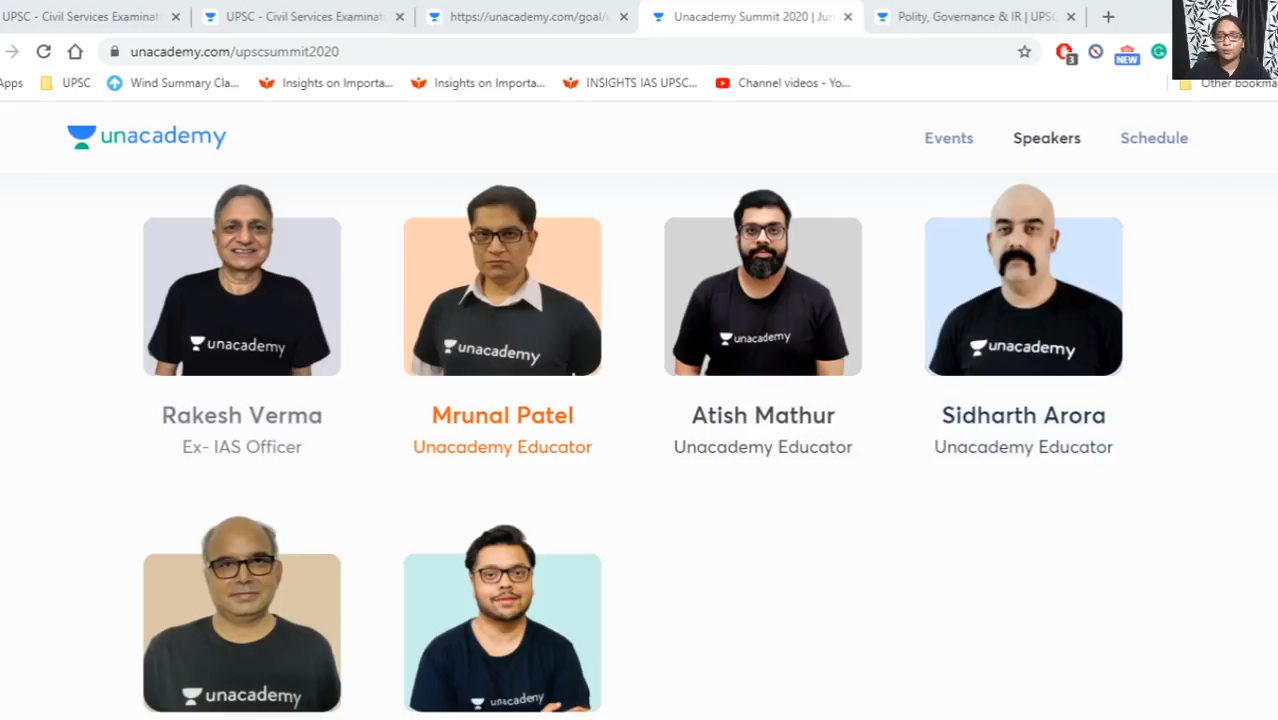 UPSC - Civil Services Examinat
UPSC - Civil Services Examinat
https://unacademy.com/goal/u
Unacademy Summit 2020 | Jun
Polity, Governance & IR | UPSC
unacademy.com/upscsummit2020
3
NEW
Apps
UPSC
Wind Summary Cla...
Insights on Importa...
Insights on Importa...
INSIGHTS IAS UPSC...
Channel videos - Yo...
Other bookma
unacademy
Events
Speakers
Schedule
unacademy
unacademy
unacademy
unacademy
Rakesh Verma
Mrunal Patel
Atish Mathur
Sidharth Arora
Ex- IAS Officer
Unacademy Educator
Unacademy Educator
Unacademy Educator
unacademy
unacademy